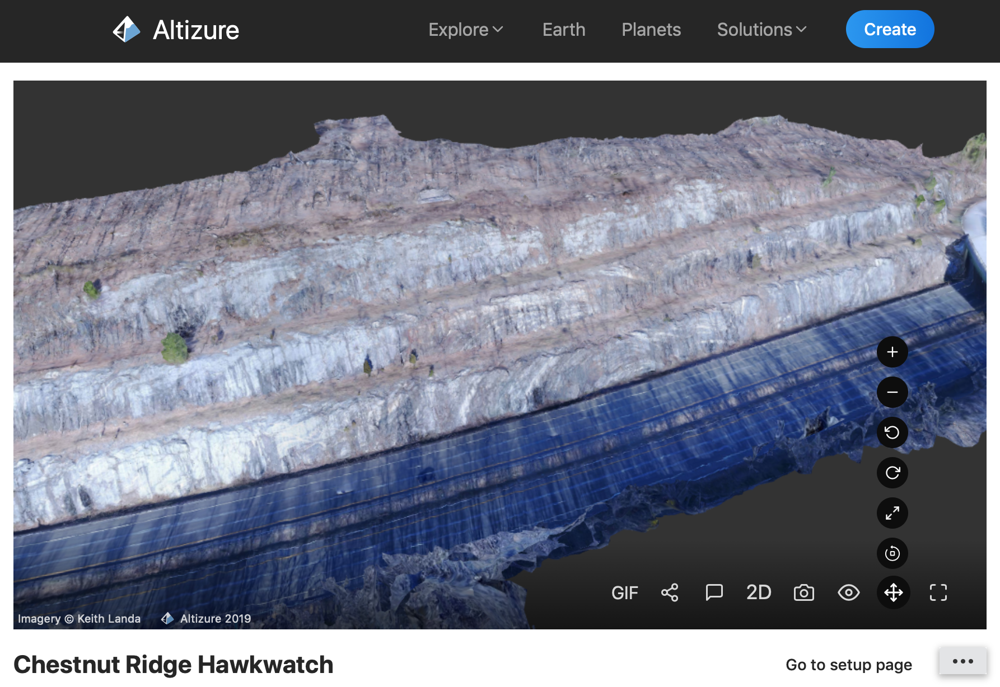 Altizure
Explore
Earth
Planets
Solutions
Create
GIF
2D
Imagery © Keith Landa
Altizure 2019
Chestnut Ridge Hawkwatch
Go to setup page